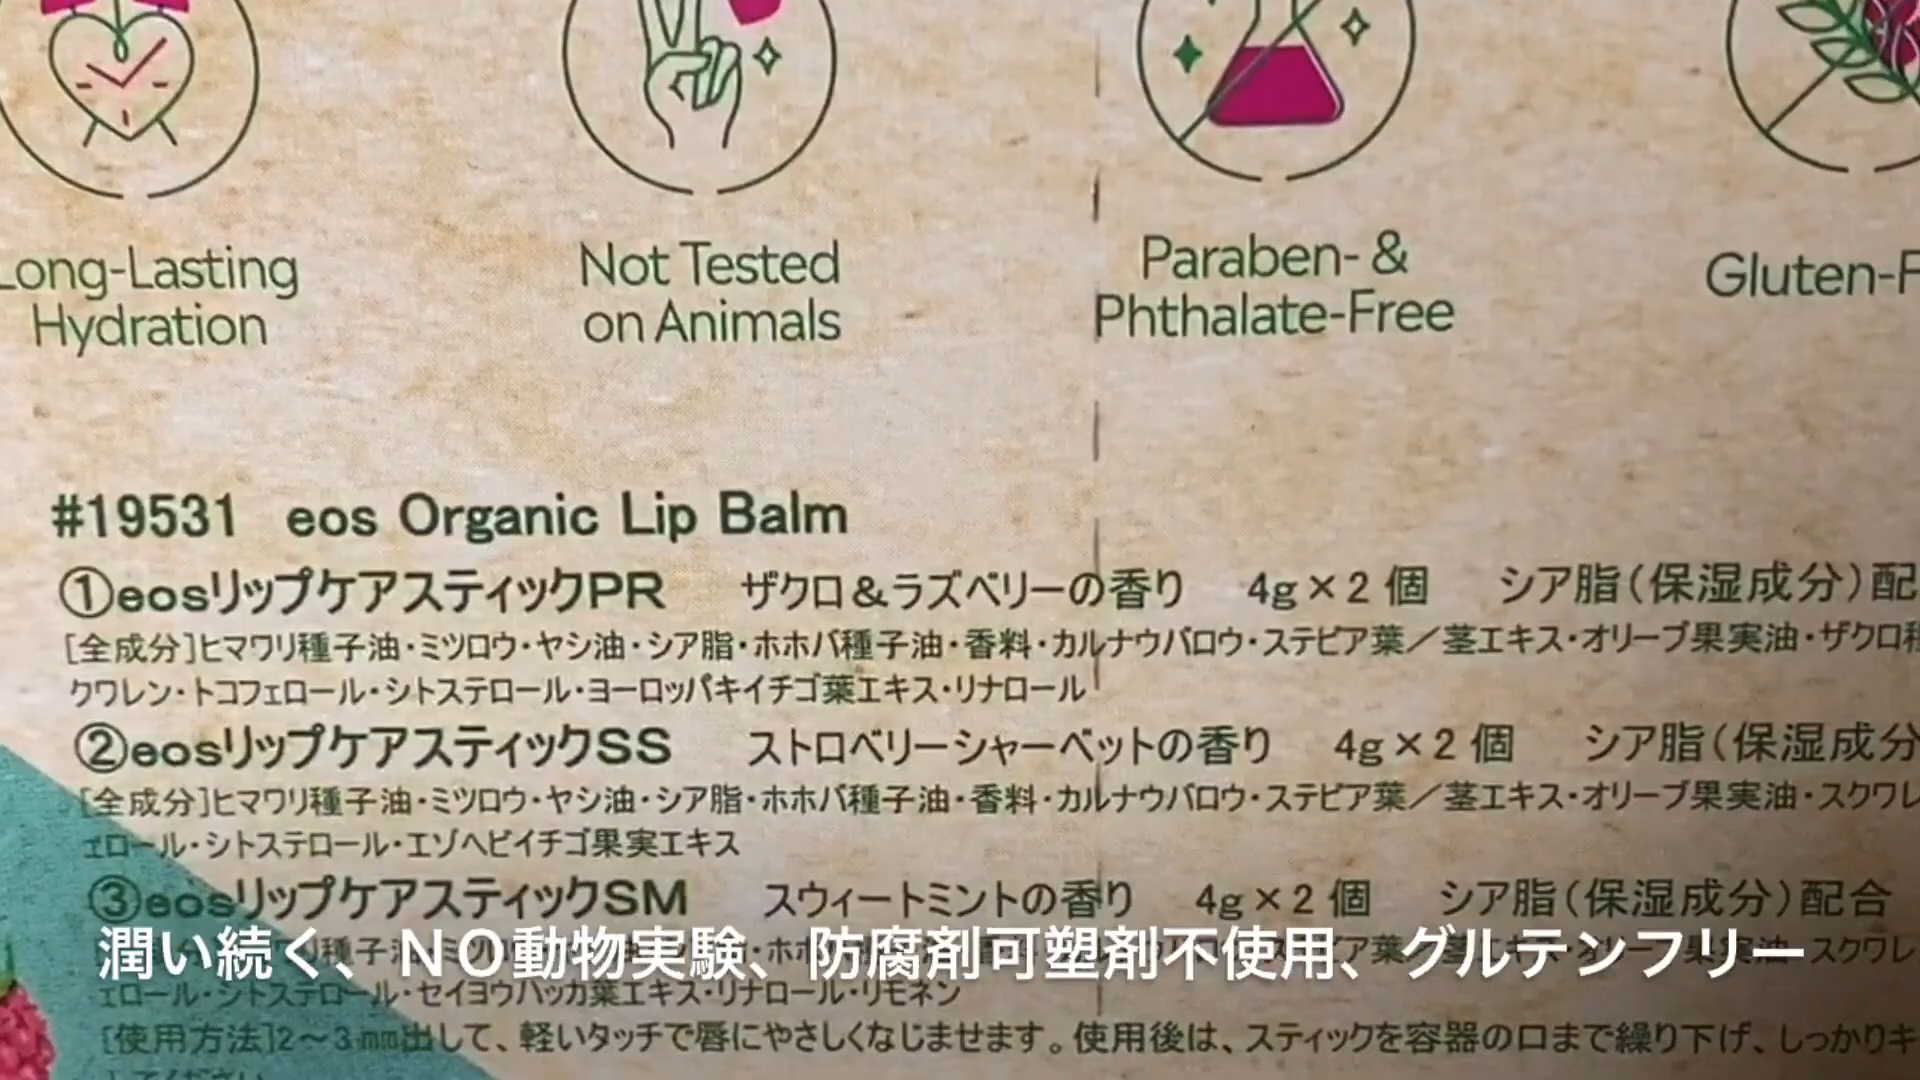 Long-Lasting
Hydration
Not Tested
on Animals
Paraben- &
Phthalate-Free
Gluten-F
#19531 eos Organic Lip Balm
①eosリップケアスティックPR ザクロ&ラズベリーの香り 4g×2個 シア脂(保湿成分)配
[全成分]ヒマワリ種子油・ミツロウ・ヤシ油・シア脂・ホホバ種子油・香料・カルナウバロウ・ステビア葉/茎エキス・オリーブ果実油・ザクロ種
クワレン・トコフェロール・シトステロール・ヨーロッパキイチゴ葉エキス・リナロール
②eosリップケアスティックSS ストロベリーシャーベットの香り 4g×2個 シア脂(保湿成分
[全成分]ヒマワリ種子油・ミツロウ・ヤシ油・シア脂・ホホバ種子油・香料・カルナウバロウ・ステビア葉/茎エキス・オリーブ果実油・スクワレ
ェロール・シトステロール・エゾヘビイチゴ果実エキス
③eosリップケアスティックSM スウィートミントの香り 4g×2個 シア脂(保湿成分)配合
潤い続く、NO動物実験、防腐剤可塑剤不使用、グルテンフリー
ェロール・シトステロール・セイヨウハッカ葉エキス・リナロール・リモネン
[使用方法]2~3mm出して、軽いタッチで唇にやさしくなじませます。使用後は、スティックを容器の口まで繰り下げ、しっかりキ